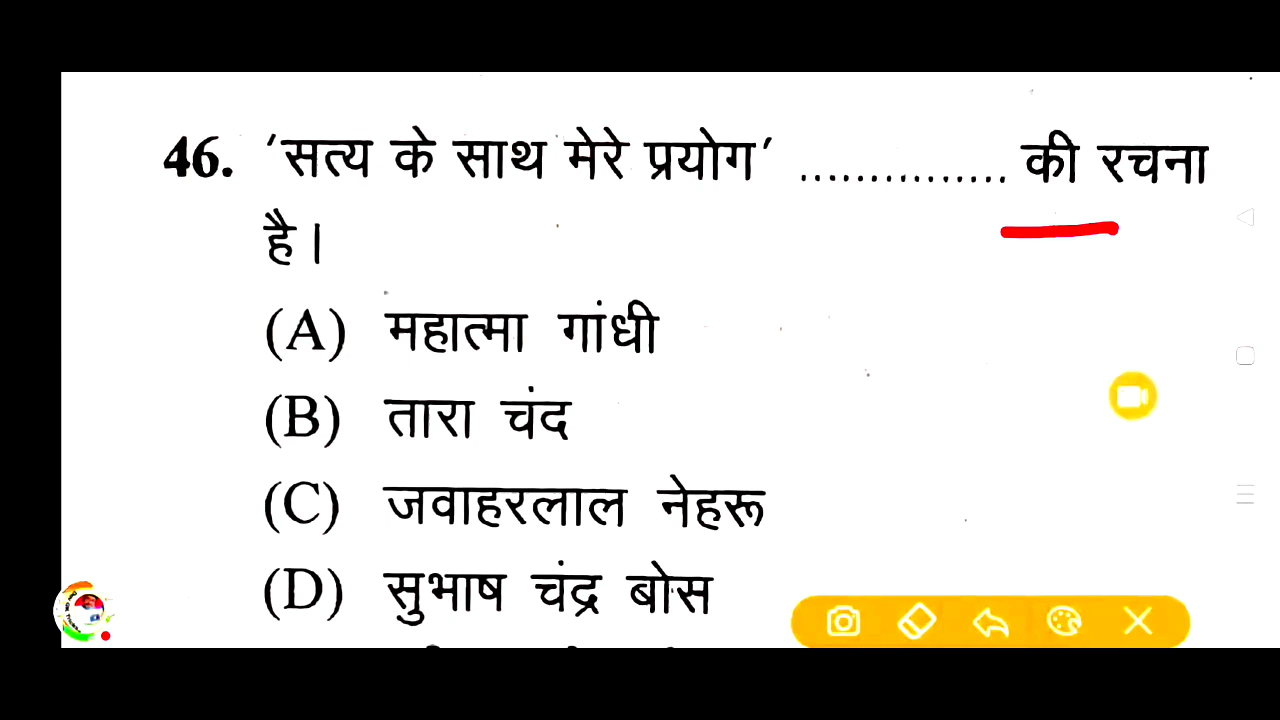 46. 'सत्य के साथ मेरे प्रयोग' ............... की रचना
है।
(A) महात्मा गांधी
(B) तारा चंद
(C) जवाहरलाल नेहरू
(D) सुभाष चंद्र बोस